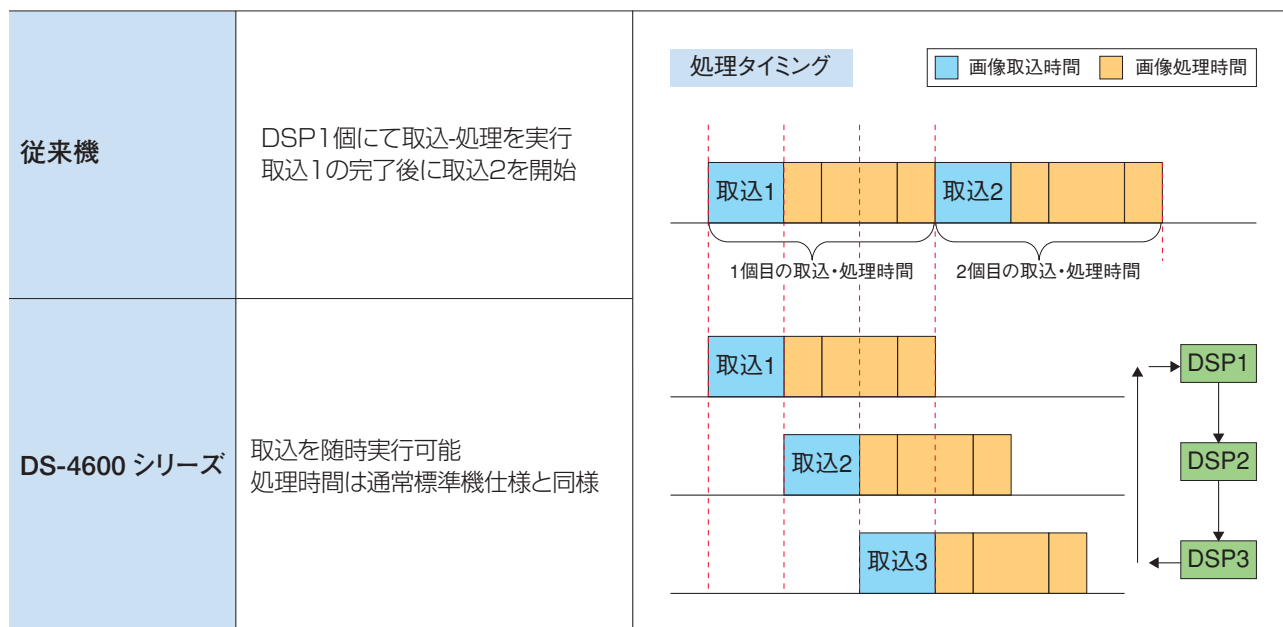 従来機
DSP1個にて取込-処理を実行
取込1の完了後に取込2を開始
処理タイミング
画像取込時間
画像処理時間
取込1
取込2
1個目の取込・処理時間
2個目の取込・処理時間
DS-4600 シリーズ
取込を随時実行可能
処理時間は通常標準機仕様と同様
取込1
取込2
取込3
DSP1
DSP2
DSP3